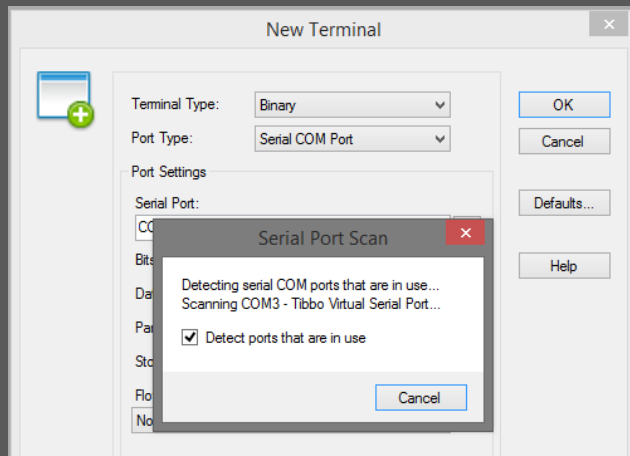 New Terminal
Terminal Type:
Binary
OK
Port Type:
Serial COM Port
Cancel
Port Settings
Serial Port:
Defaults...
Serial Port Scan
Detecting serial COM ports that are in use...
Scanning COM3 - Tibbo Virtual Serial Port...
Help
Detect ports that are in use
Cancel